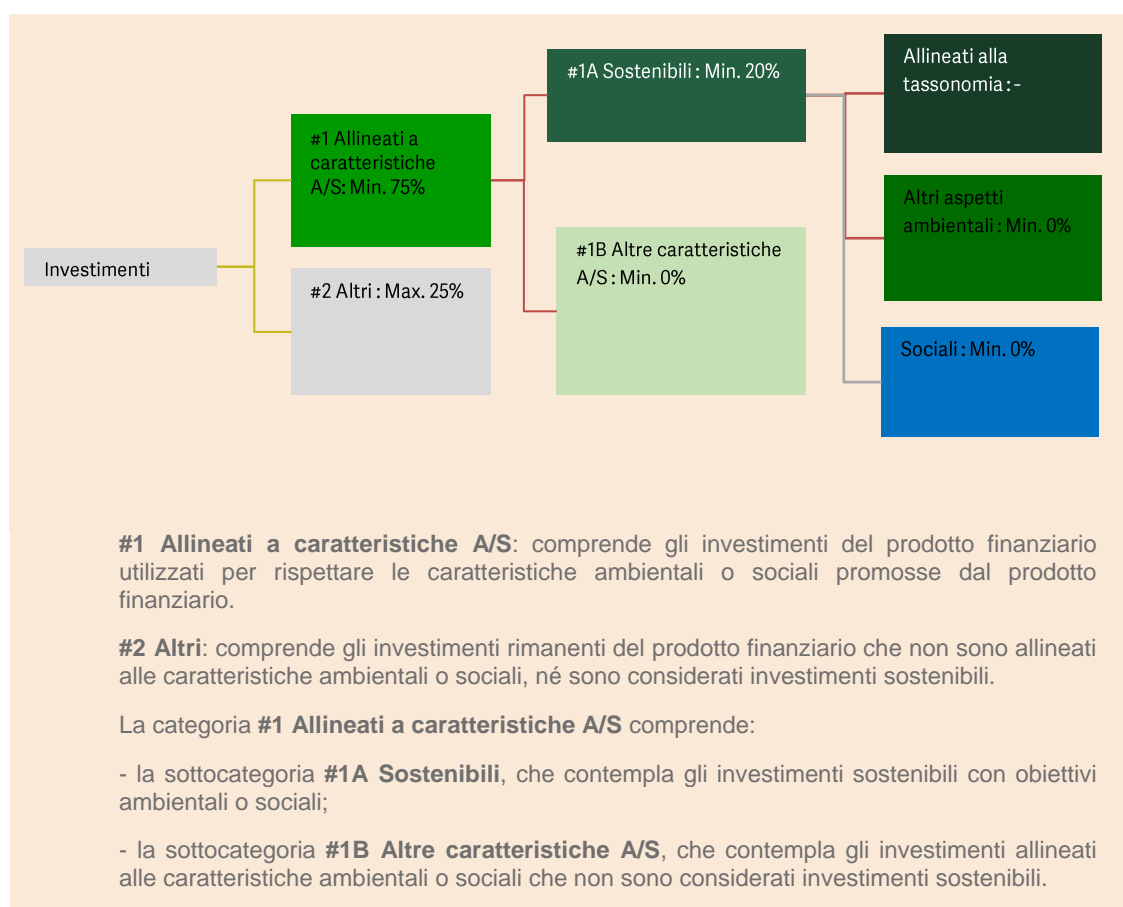 Investimenti
#1 Allineati a
caratteristiche
A/S: Min. 75%
#2 Altri : Max. 25%
#1A Sostenibili : Min. 20%
#1B Altre caratteristiche
A/S : Min. 0%
Allineati alla
tassonomia : -
Altri aspetti
ambientali : Min. 0%
Sociali : Min. 0%
#1 Allineati a caratteristiche A/S: comprende gli investimenti del prodotto finanziario
utilizzati per rispettare le caratteristiche ambientali o sociali promosse dal prodotto
finanziario.
#2 Altri: comprende gli investimenti rimanenti del prodotto finanziario che non sono allineati
alle caratteristiche ambientali o sociali, né sono considerati investimenti sostenibili.
La categoria #1 Allineati a caratteristiche A/S comprende:
- la sottocategoria #1A Sostenibili, che contempla gli investimenti sostenibili con obiettivi
ambientali o sociali;
- la sottocategoria #1B Altre caratteristiche A/S, che contempla gli investimenti allineati
alle caratteristiche ambientali o sociali che non sono considerati investimenti sostenibili.